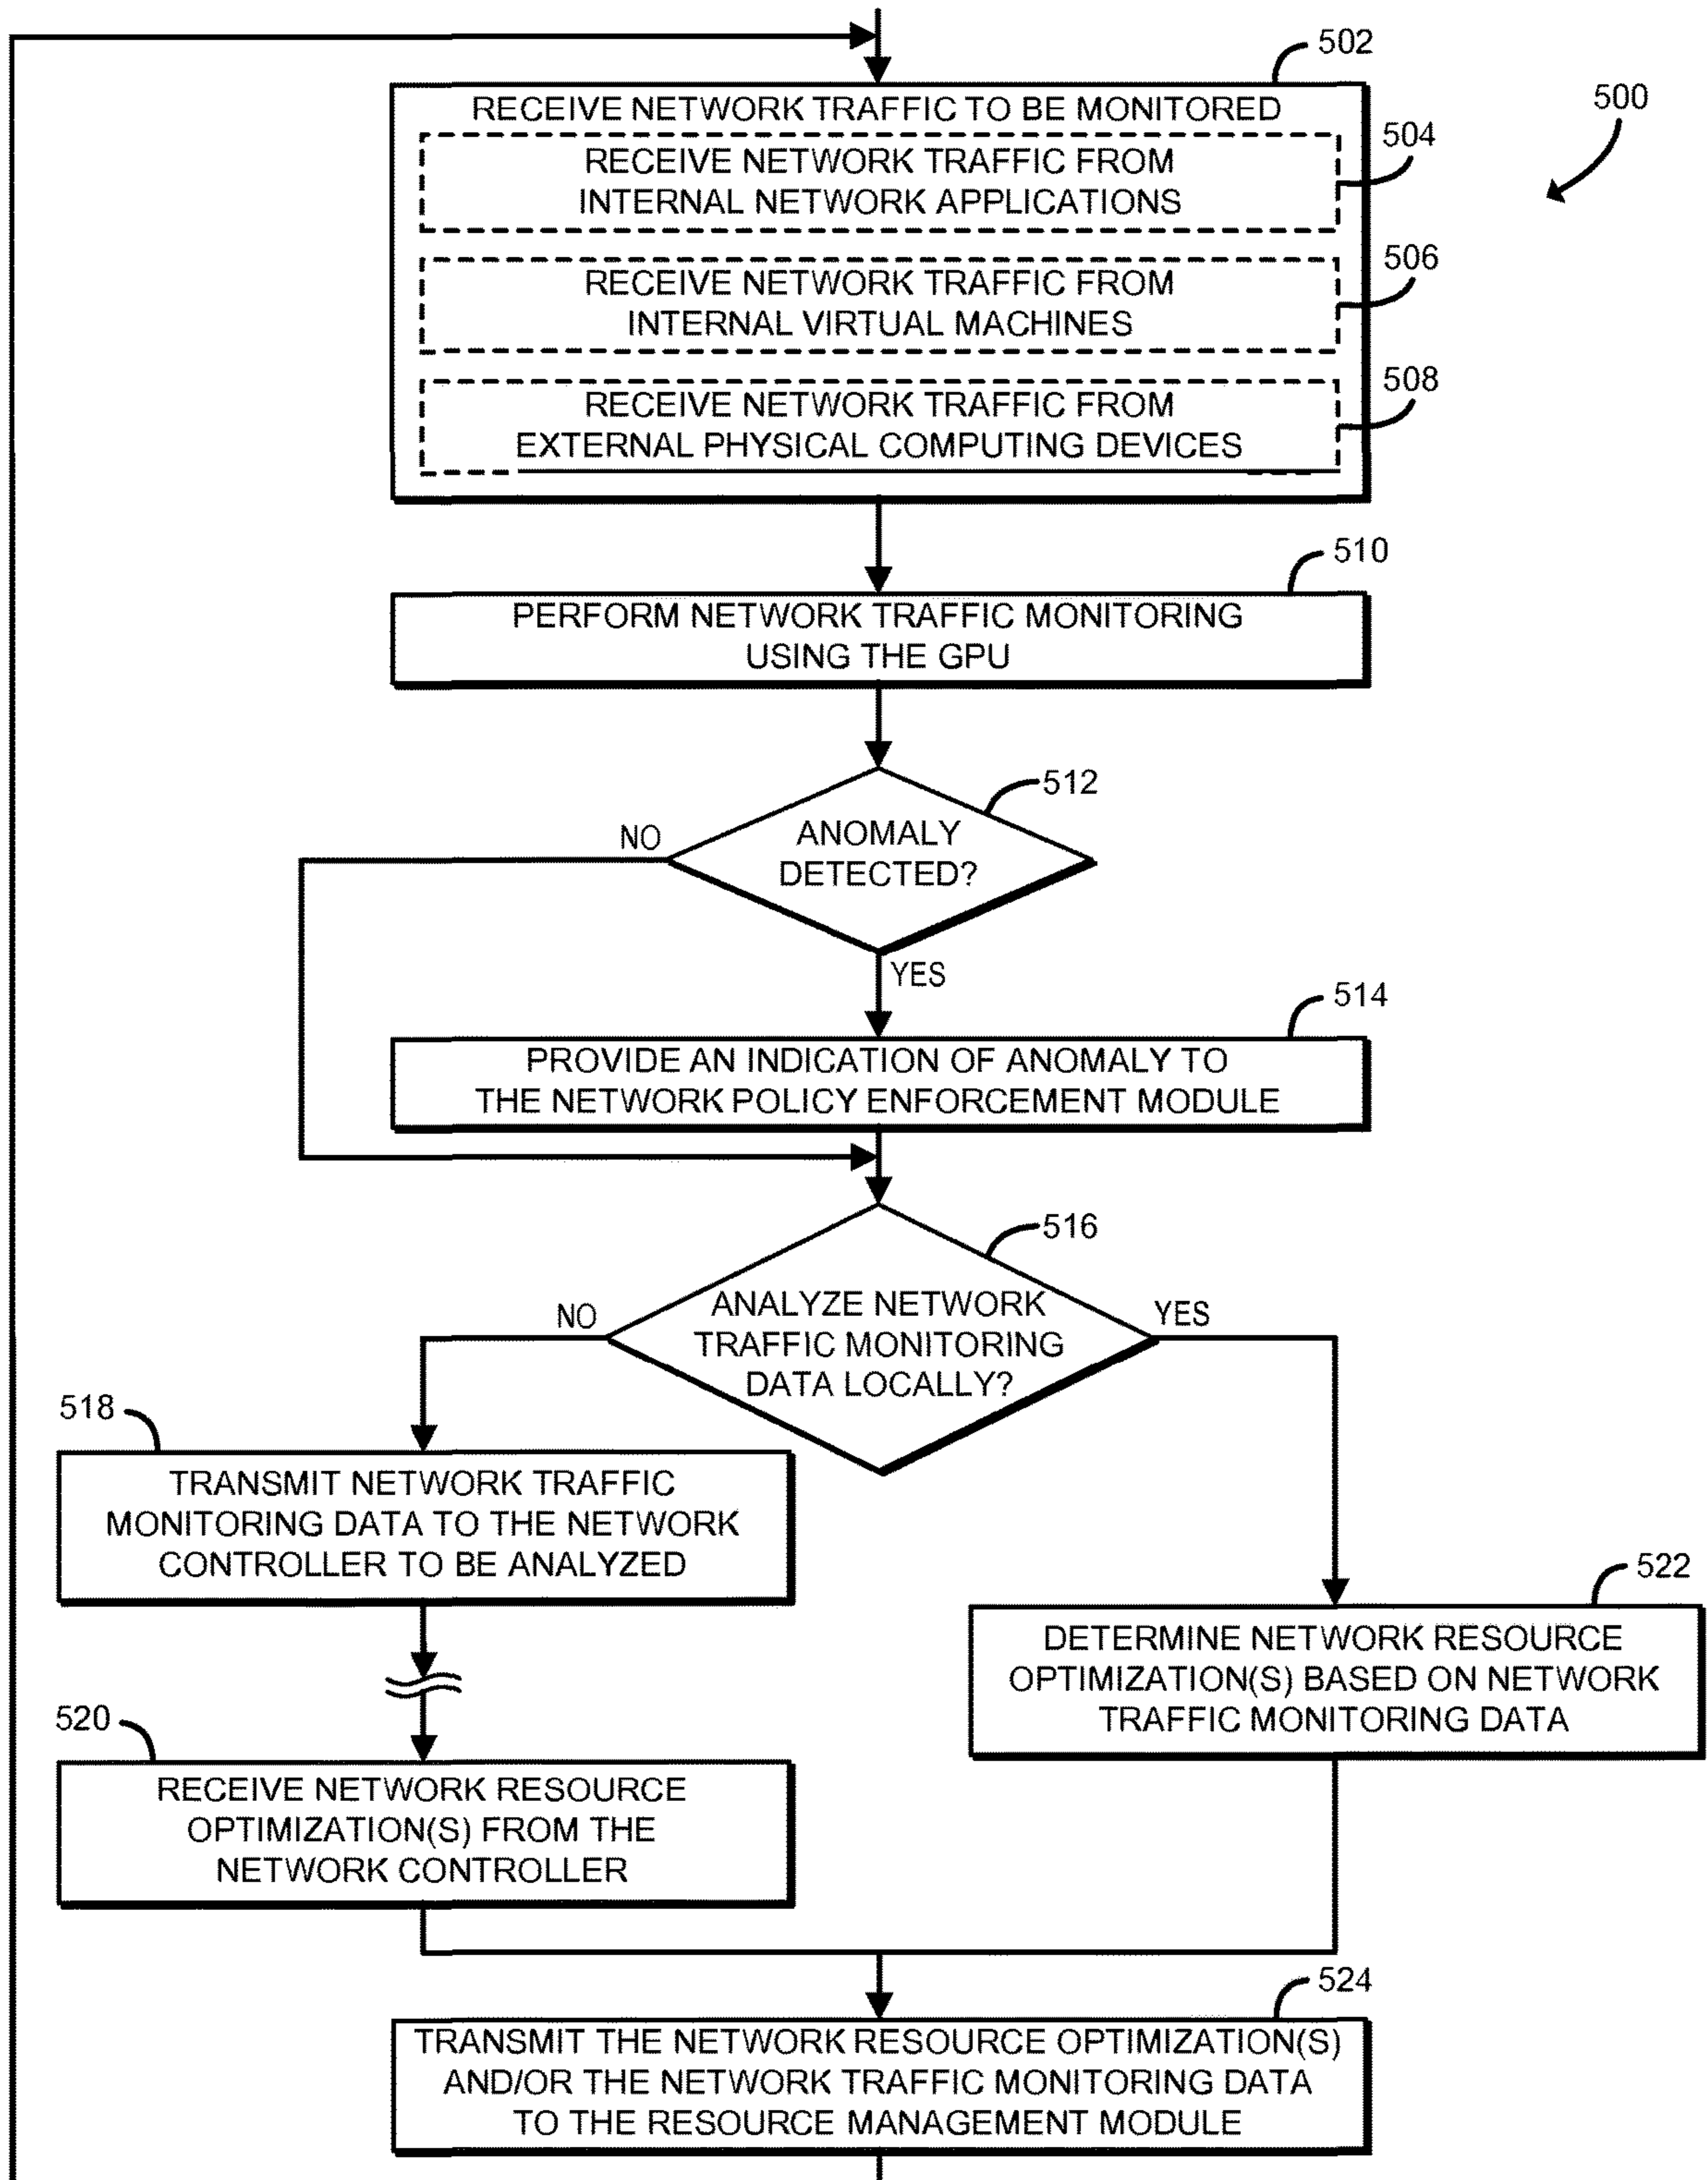 502
500
RECEIVE NETWORK TRAFFIC TO BE MONITORED
504
RECEIVE NETWORK TRAFFIC FROM
INTERNAL NETWORK APPLICATIONS
506
RECEIVE NETWORK TRAFFIC FROM
INTERNAL VIRTUAL MACHINES
508
RECEIVE NETWORK TRAFFIC FROM
EXTERNAL PHYSICAL COMPUTING DEVICES
510
PERFORM NETWORK TRAFFIC MONITORING
USING THE GPU
512
NO
ANOMALY
DETECTED?
YES
514
PROVIDE AN INDICATION OF ANOMALY TO
THE NETWORK POLICY ENFORCEMENT MODULE
516
NO
ANALYZE NETWORK
TRAFFIC MONITORING
DATA LOCALLY?
YES
518
TRANSMIT NETWORK TRAFFIC
MONITORING DATA TO THE NETWORK
CONTROLLER TO BE ANALYZED
522
DETERMINE NETWORK RESOURCE
OPTIMIZATION(S) BASED ON NETWORK
TRAFFIC MONITORING DATA
520
RECEIVE NETWORK RESOURCE
OPTIMIZATION(S) FROM THE
NETWORK CONTROLLER
524
TRANSMIT THE NETWORK RESOURCE OPTIMIZATION(S)
AND/OR THE NETWORK TRAFFIC MONITORING DATA
TO THE RESOURCE MANAGEMENT MODULE